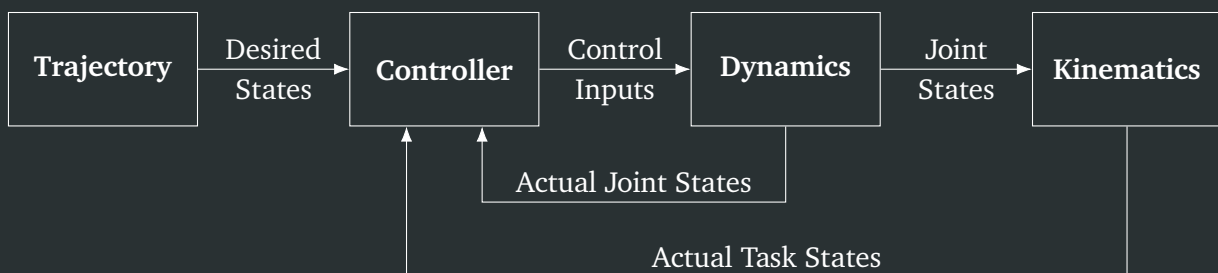 Trajectory
Desired
States
Controller
Control
Inputs
Dynamics
Joint
States
Kinematics
Actual Joint States
Actual Task States